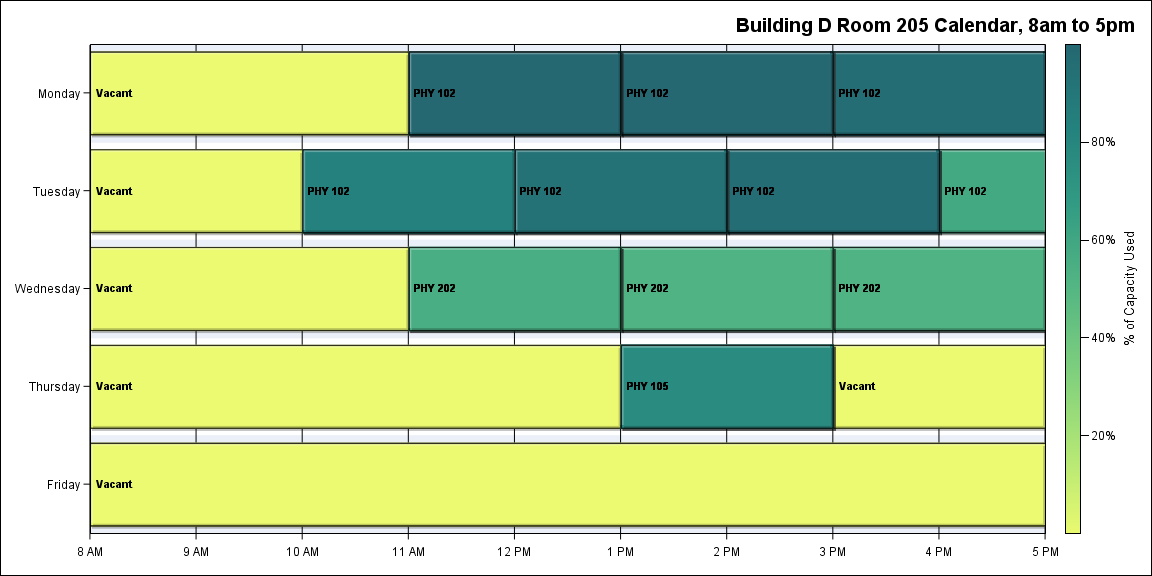 Building D Room 205 Calendar, 8am to 5pm
Monday
Vacant
PHY 102
PHY 102
PHY 102
Tuesday
Vacant
PHY 102
PHY 102
PHY 102
PHY 102
Wednesday
Vacant
PHY 202
PHY 202
PHY 202
Thursday
Vacant
PHY 105
Vacant
Friday
Vacant
8 AM
9 AM
10 AM
11 AM
12 PM
1 PM
2 PM
3 PM
4 PM
5 PM
80%
60%
40%
20%
% of Capacity Used